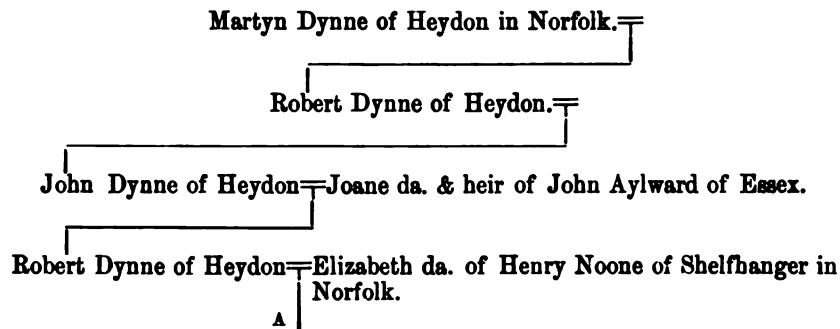 Martyn Dynne of Heydon in Norfolk.
Robert Dynne of Heydon.
John Dynne of Heydon Joane da. & heir of John Aylward of Essex.
Robert Dynne of Heydon Elizabeth da. of Henry Noone of Shelfhanger in
Norfolk.
A